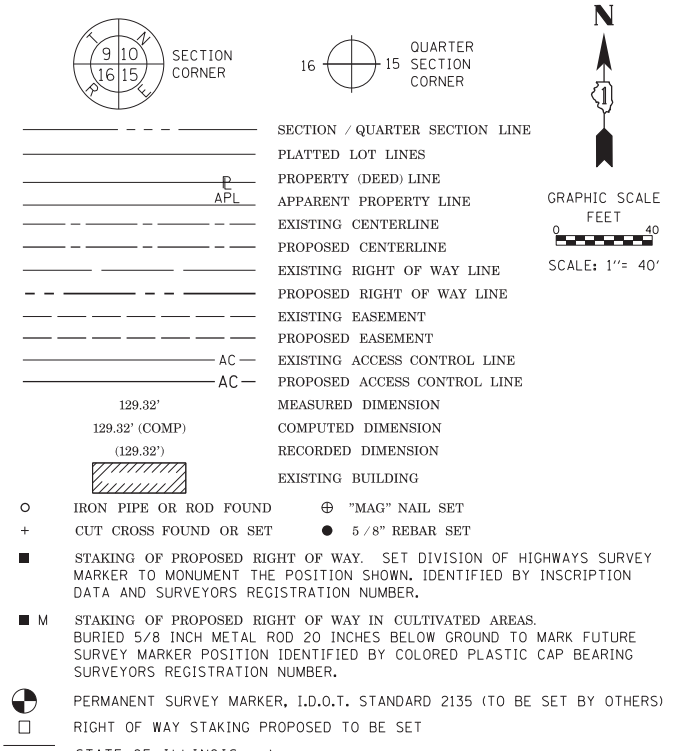 T N
9 10
16 15
R E
SECTION
CORNER
16
15
QUARTER
SECTION
CORNER
N
1
SECTION / QUARTER SECTION LINE
PLATTED LOT LINES
PL PROPERTY (DEED) LINE
APL APPARENT PROPERTY LINE
EXISTING CENTERLINE
PROPOSED CENTERLINE
EXISTING RIGHT OF WAY LINE
PROPOSED RIGHT OF WAY LINE
EXISTING EASEMENT
PROPOSED EASEMENT
AC EXISTING ACCESS CONTROL LINE
AC PROPOSED ACCESS CONTROL LINE
129.32' MEASURED DIMENSION
129.32' (COMP) COMPUTED DIMENSION
(129.32') RECORDED DIMENSION
EXISTING BUILDING
GRAPHIC SCALE
FEET
0 40
SCALE: 1''= 40'
IRON PIPE OR ROD FOUND
"MAG" NAIL SET
CUT CROSS FOUND OR SET
5/8" REBAR SET
STAKING OF PROPOSED RIGHT OF WAY. SET DIVISION OF HIGHWAYS SURVEY
MARKER TO MONUMENT THE POSITION SHOWN. IDENTIFIED BY INSCRIPTION
DATA AND SURVEYORS REGISTRATION NUMBER.
M STAKING OF PROPOSED RIGHT OF WAY IN CULTIVATED AREAS.
BURIED 5/8 INCH METAL ROD 20 INCHES BELOW GROUND TO MARK FUTURE
SURVEY MARKER POSITION IDENTIFIED BY COLORED PLASTIC CAP BEARING
SURVEYORS REGISTRATION NUMBER.
PERMANENT SURVEY MARKER, I.D.O.T. STANDARD 2135 (TO BE SET BY OTHERS)
RIGHT OF WAY STAKING PROPOSED TO BE SET